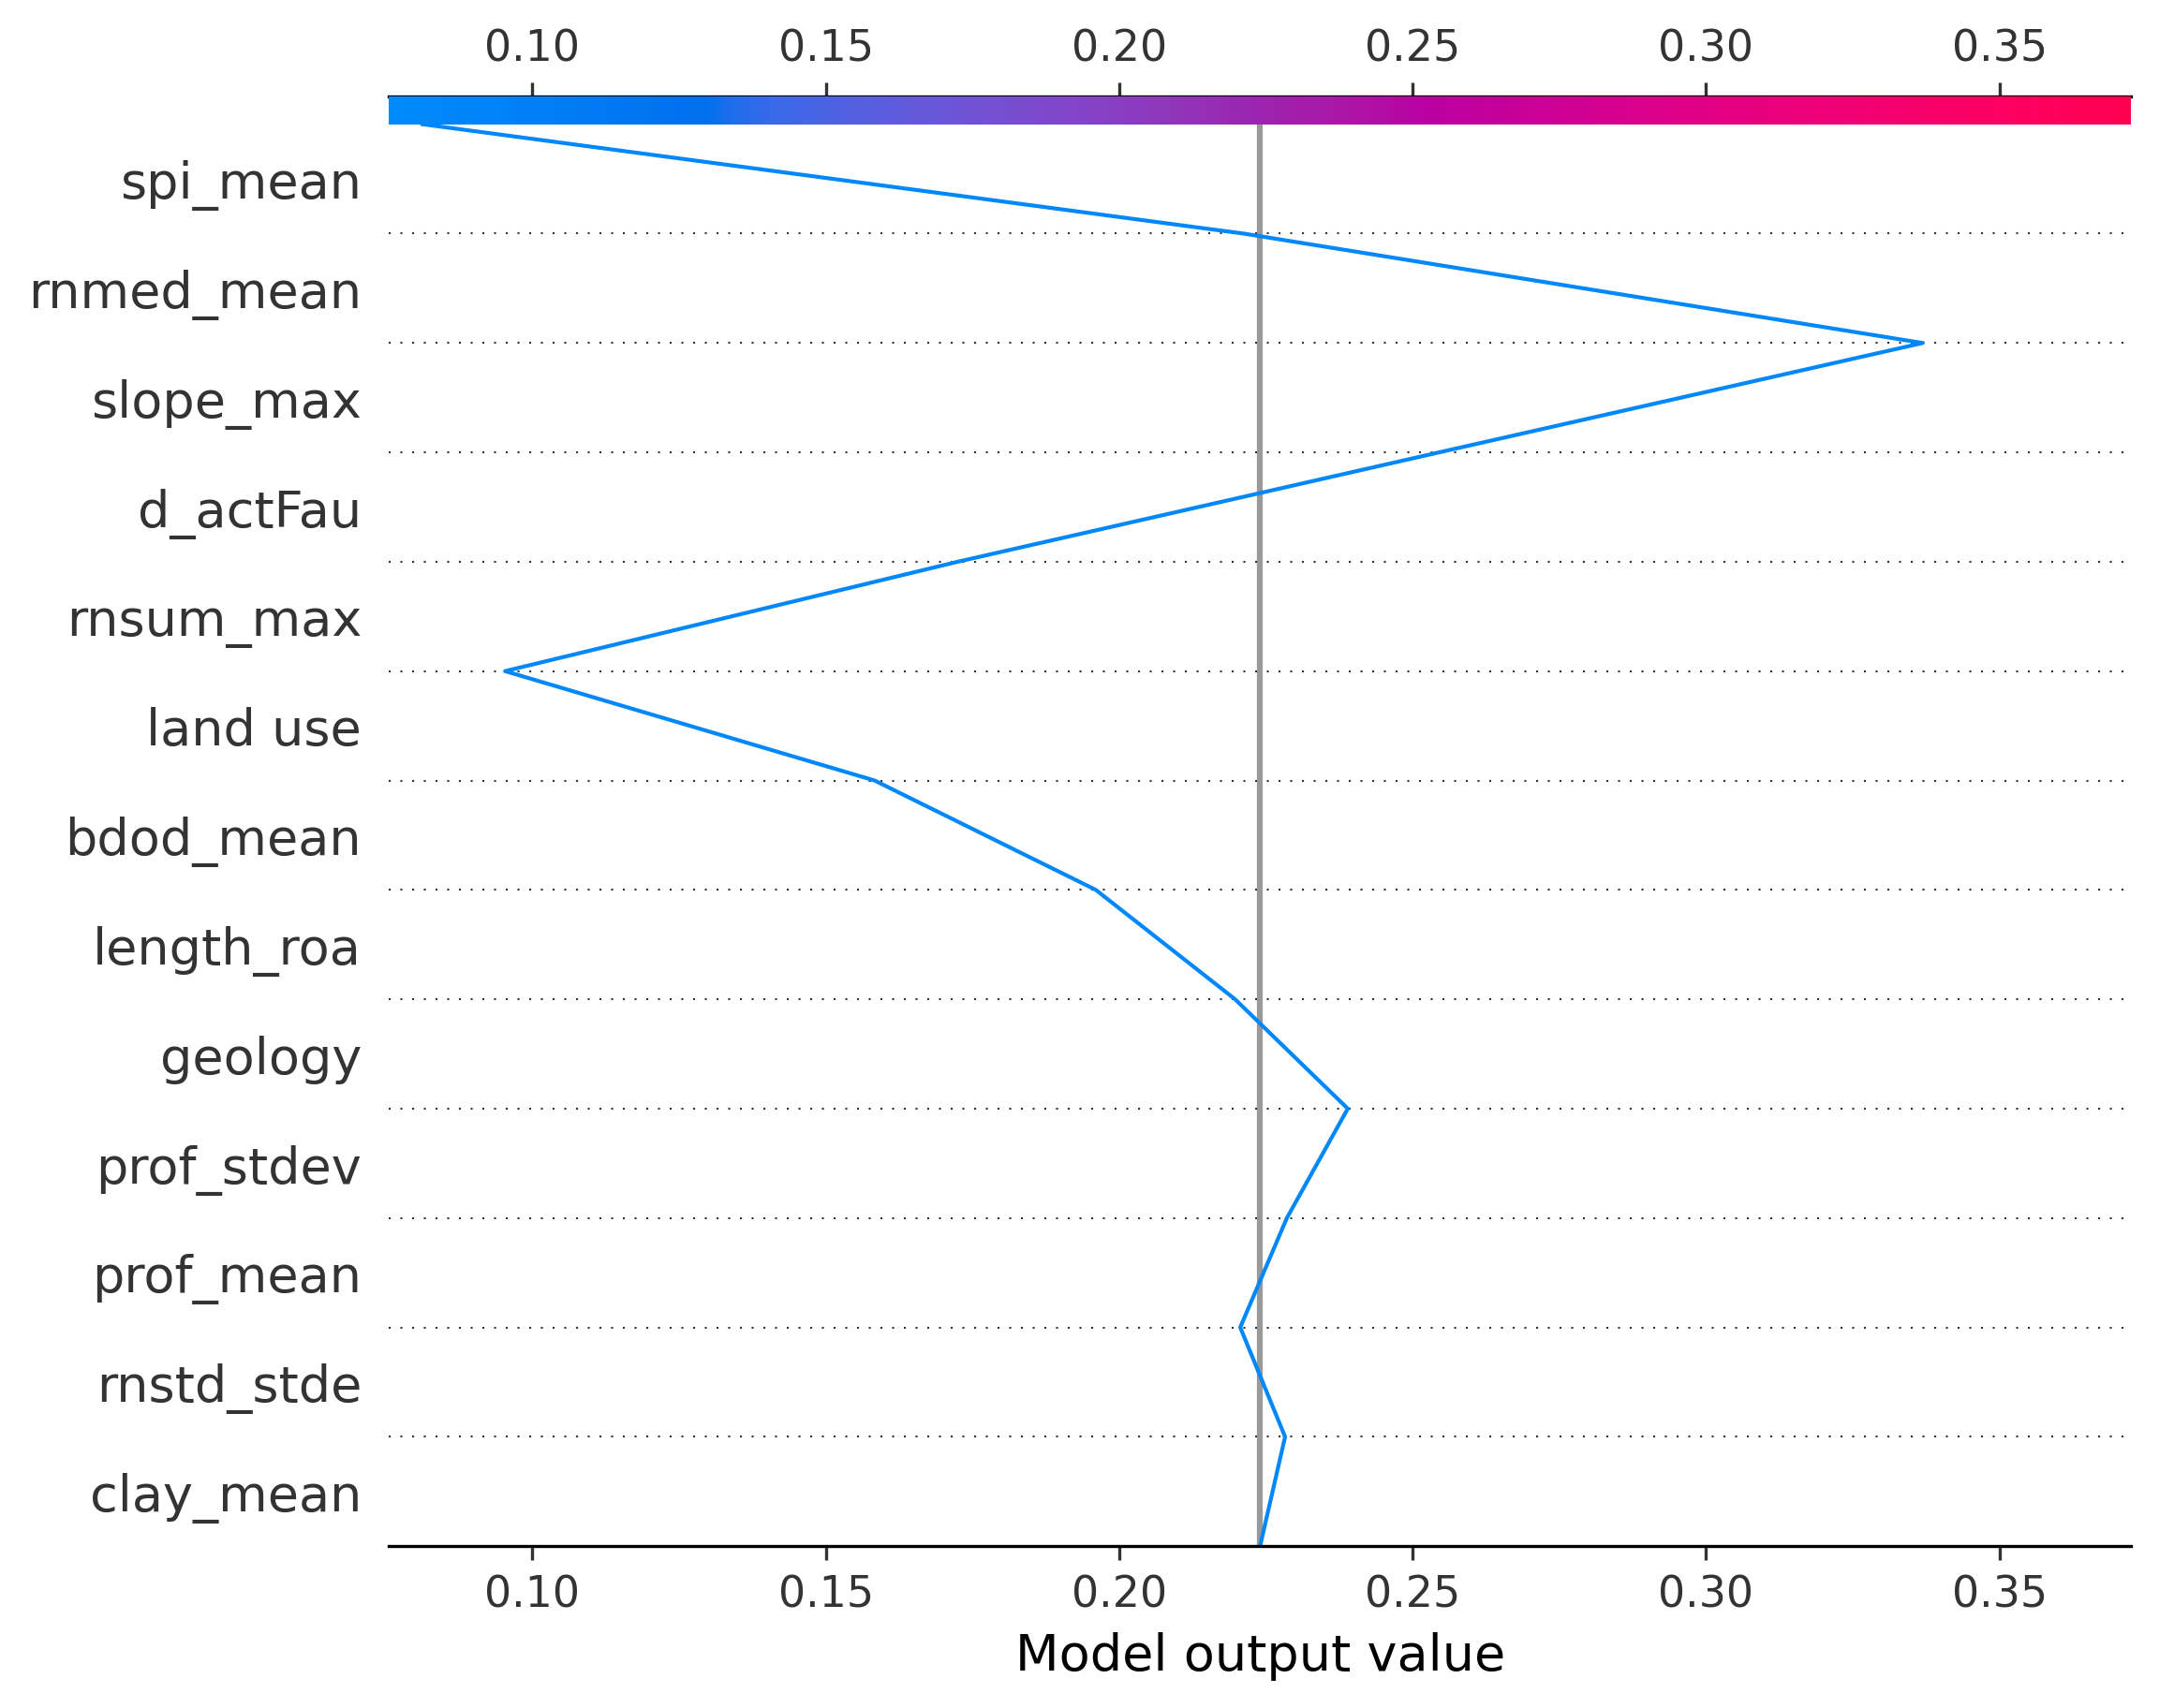 0.10 0.15 0.20 0.25 0.30 0.35
spi_mean
rnmed_mean
slope_max
d_actFau
rnsum_max
land use
bdod_mean
length_roa
geology
prof_stdev
prof_mean
rnstd_stde
clay_mean
0.10 0.15 0.20 0.25 0.30 0.35
Model output value